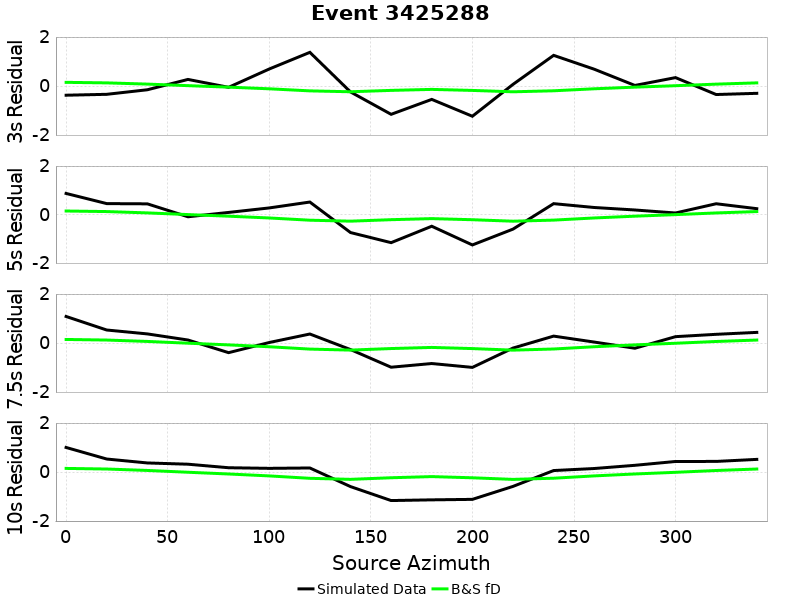 Event 3425288
3s Residual
2
0
-2
5s Residual
2
0
-2
7.5s Residual
2
0
-2
10s Residual
2
0
-2
0 50 100 150 200 250 300
Source Azimuth
Simulated Data B&S fD